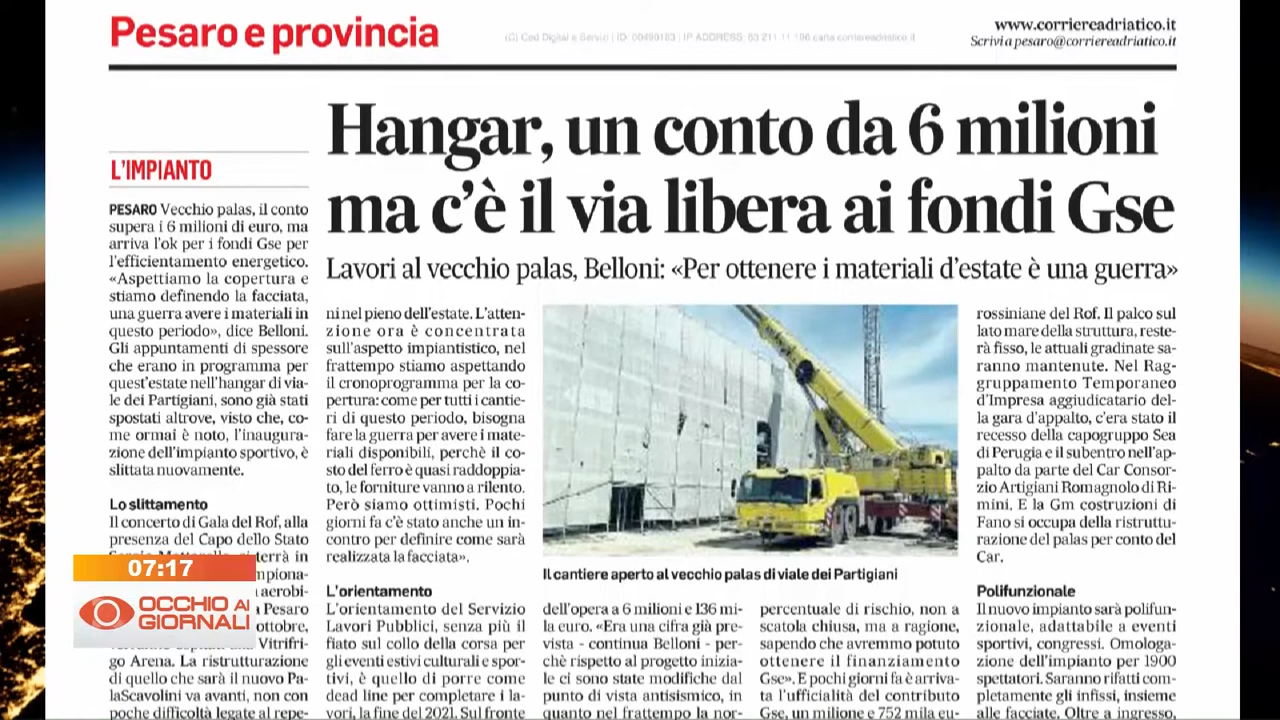 Pesaro e provincia
www.corriereadriatico.it
Scrivi a pesaro@corriereadriatico.it
L'IMPIANTO
Hangar, un conto da 6 milioni
ma c'è il via libera ai fondi Gse
Lavori al vecchio palas, Belloni: «Per ottenere i materiali d'estate è una guerra»
PESARO Vecchio palas, il conto
supera i 6 milioni di euro, ma
arriva l'ok per i fondi Gse per
l'efficientamento energetico.
«Aspettiamo la copertura e
stiamo definendo la facciata,
una guerra avere i materiali in
questo periodo», dice Belloni.
Gli appuntamenti di spessore
che erano in programma per
quest'estate nell'hangar di via-
le dei Partigiani, sono già stati
spostati altrove, visto che, co-
me ormai è noto, l'inaugura-
zione dell'impianto sportivo, è
slittata nuovamente.
Lo slittamento
Il concerto di Gala del Rof, alla
presenza del Capo dello Stato
terrà in
mpiona-
aerobi-
a Pesaro
ottobre,
Vitrifri-
go Arena. La ristrutturazione
di quello che sarà il nuovo Pa-
laScavolini va avanti, non con
poche difficoltà legate al repe-
07:17
OCCHIO AI
GIORNALI
ni nel pieno dell'estate. L'atten-
zione ora è concentrata
sull'aspetto impiantistico, nel
frattempo stiamo aspettando
il cronoprogramma per la co-
pertura: come per tutti i cantie-
ri di questo periodo, bisogna
fare la guerra per avere i mate-
riali disponibili, perchè il co-
sto del ferro è quasi raddoppia-
to, le forniture vanno a rilento.
Però siamo ottimisti. Pochi
giorni fa c'è stato anche un in-
contro per definire come sarà
realizzata la facciata».
L'orientamento
L'orientamento del Servizio
Lavori Pubblici, senza più il
fiato sul collo della corsa per
gli eventi estivi culturali e spor-
tivi, è quello di porre come
dead line per completare i la-
vori, la fine del 2021. Sul fronte
Il cantiere aperto al vecchio palas di viale dei Partigiani
dell'opera a 6 milioni e 136 mi-
la euro. «Era una cifra già pre-
vista - continua Belloni - per-
chè rispetto al progetto inizia-
le ci sono state modifiche dal
punto di vista antisismico, in
quanto nel frattempo la nor-
percentuale di rischio, non a
scatola chiusa, ma a ragione,
sapendo che avremmo potuto
ottenere il finanziamento
Gse». E pochi giorni fa è arriva-
ta l'ufficialità del contributo
Gse, un milione e 752 mila eu-
rossiniane del Rof. Il palco sul
lato mare della struttura, reste-
rà fisso, le attuali gradinate sa-
ranno mantenute. Nel Rag-
gruppamento Temporaneo
d'Impresa aggiudicatario del-
la gara d'appalto, c'era stato il
recesso della capogruppo Sea
di Perugia e il subentro nell'ap-
palto da parte del Car Consor-
zio Artigiani Romagnolo di Ri-
mini. E la Gm costruzioni di
Fano si occupa della ristruttu-
razione del palas per conto del
Car.
Polifunzionale
Il nuovo impianto sarà polifun-
zionale, adattabile a eventi
sportivi, congressi. Omologa-
zione dell'impianto per 1900
spettatori. Saranno rifatti com-
pletamente gli infissi, insieme
alle facciate. Oltre a ingresso,